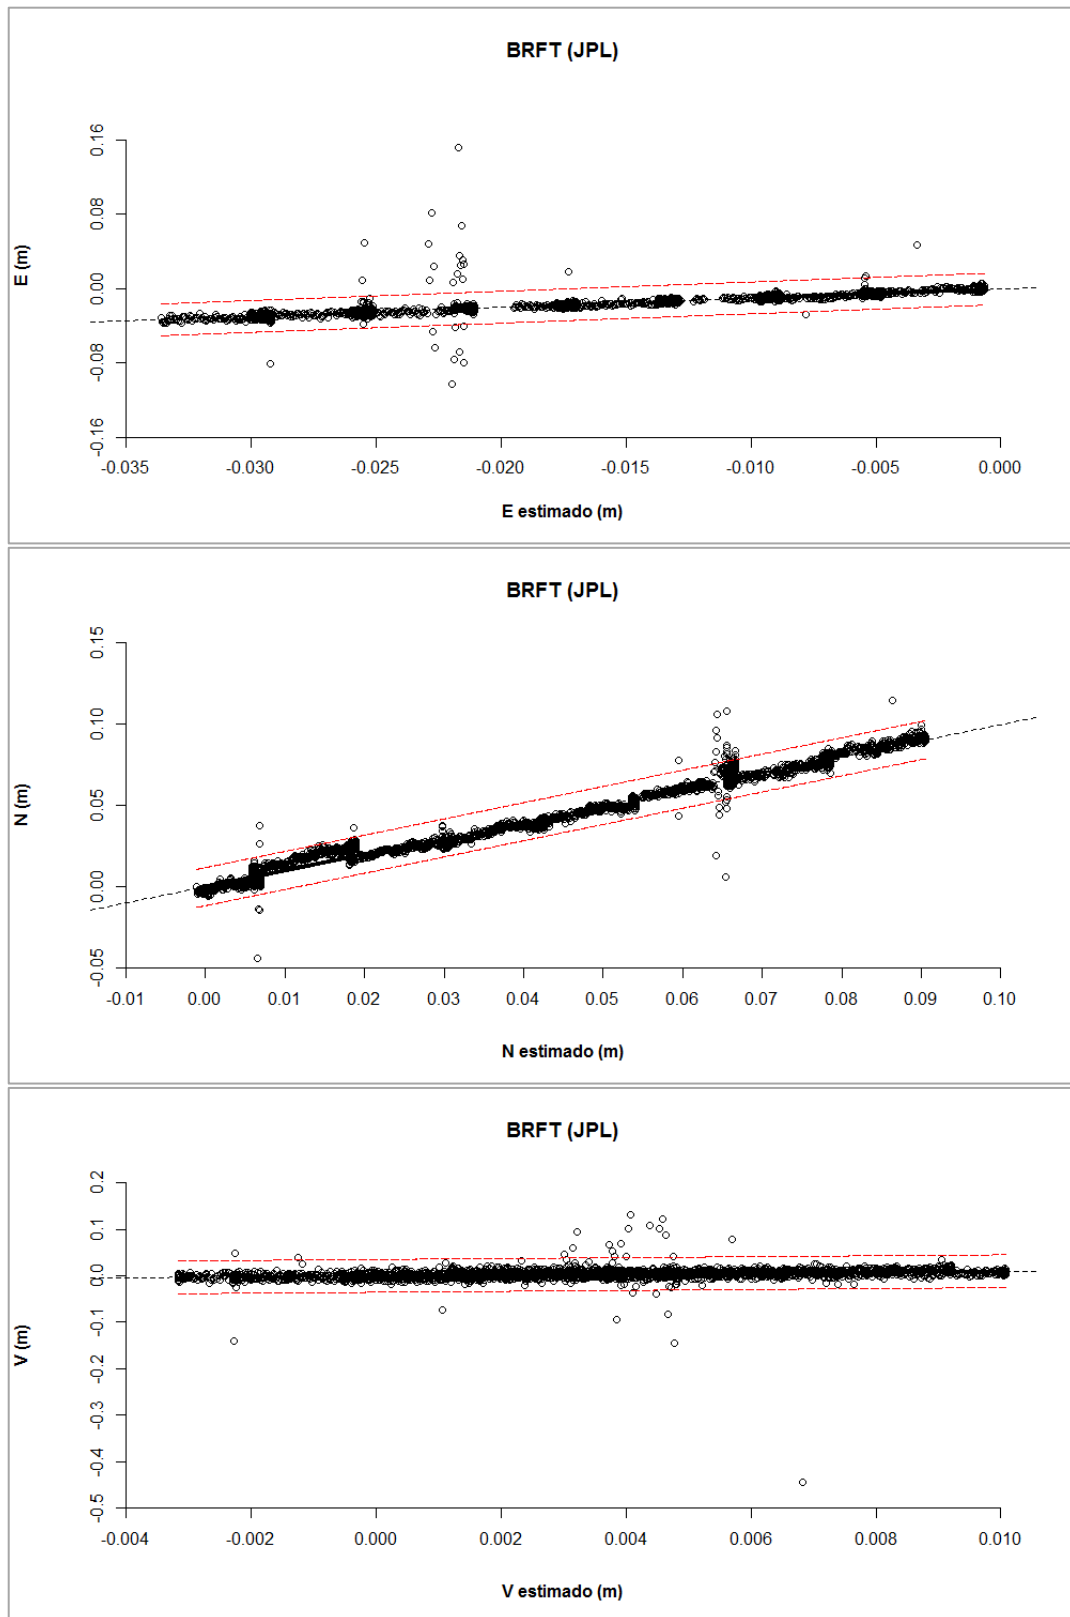 BRFT (JPL)
E (m)
0.16
0.08
0.00
-0.08
-0.16
-0.035 -0.030 -0.025 -0.020 -0.015 -0.010 -0.005 0.000
E estimado (m)
BRFT (JPL)
N (m)
0.15
0.10
0.05
0.00
-0.05
-0.01 0.00 0.01 0.02 0.03 0.04 0.05 0.06 0.07 0.08 0.09 0.10
N estimado (m)
BRFT (JPL)
V (m)
0.2
0.1
0.0
-0.1
-0.2
-0.3
-0.4
-0.5
-0.004 -0.002 0.000 0.002 0.004 0.006 0.008 0.010
V estimado (m)